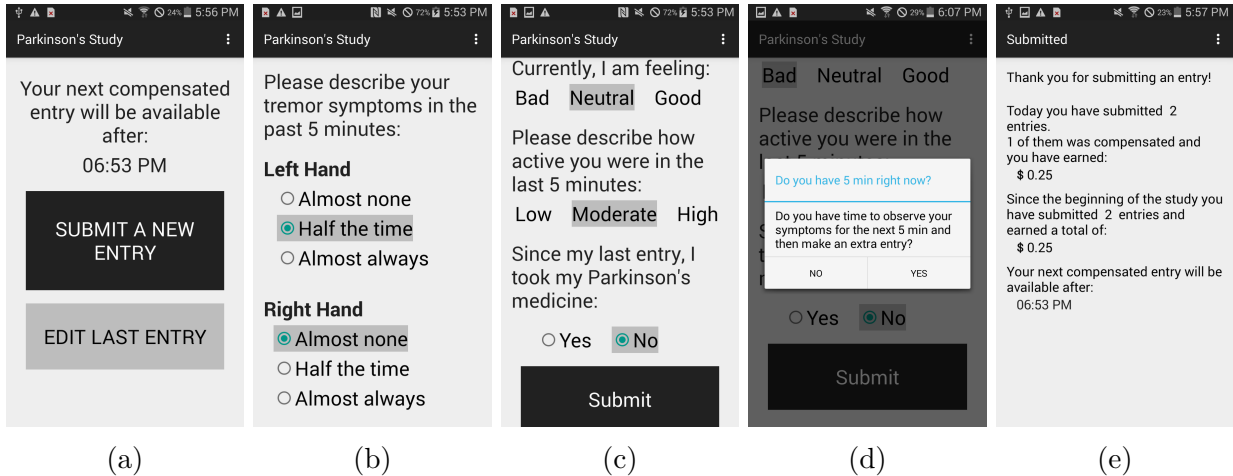 24% 5:56 PM
Parkinson's Study
Your next compensated
entry will be available
after:
06:53 PM
SUBMIT A NEW
ENTRY
EDIT LAST ENTRY
(a)
72% 5:53 PM
Parkinson's Study
Please describe your
tremor symptoms in the
past 5 minutes:
Left Hand
Almost none
Half the time
Almost always
Right Hand
Almost none
Half the time
Almost always
(b)
72% 5:53 PM
Parkinson's Study
Currently, I am feeling:
Bad Neutral Good
Please describe how
active you were in the
last 5 minutes:
Low Moderate High
Since my last entry, I
took my Parkinson's
medicine:
Yes No
Submit
(c)
29% 6:07 PM
Parkinson's Study
Bad Neutral Good
Please describe how
active you were in the
Do you have 5 min right now?
Do you have time to observe your
symptoms for the next 5 min and
then make an extra entry?
NO YES
Yes No
Submit
(d)
23% 5:57 PM
Submitted
Thank you for submitting an entry!
Today you have submitted 2
entries.
1 of them was compensated and
you have earned:
$ 0.25
Since the beginning of the study you
have submitted 2 entries and
earned a total of:
$ 0.25
Your next compensated entry will be
available after:
06:53 PM
(e)